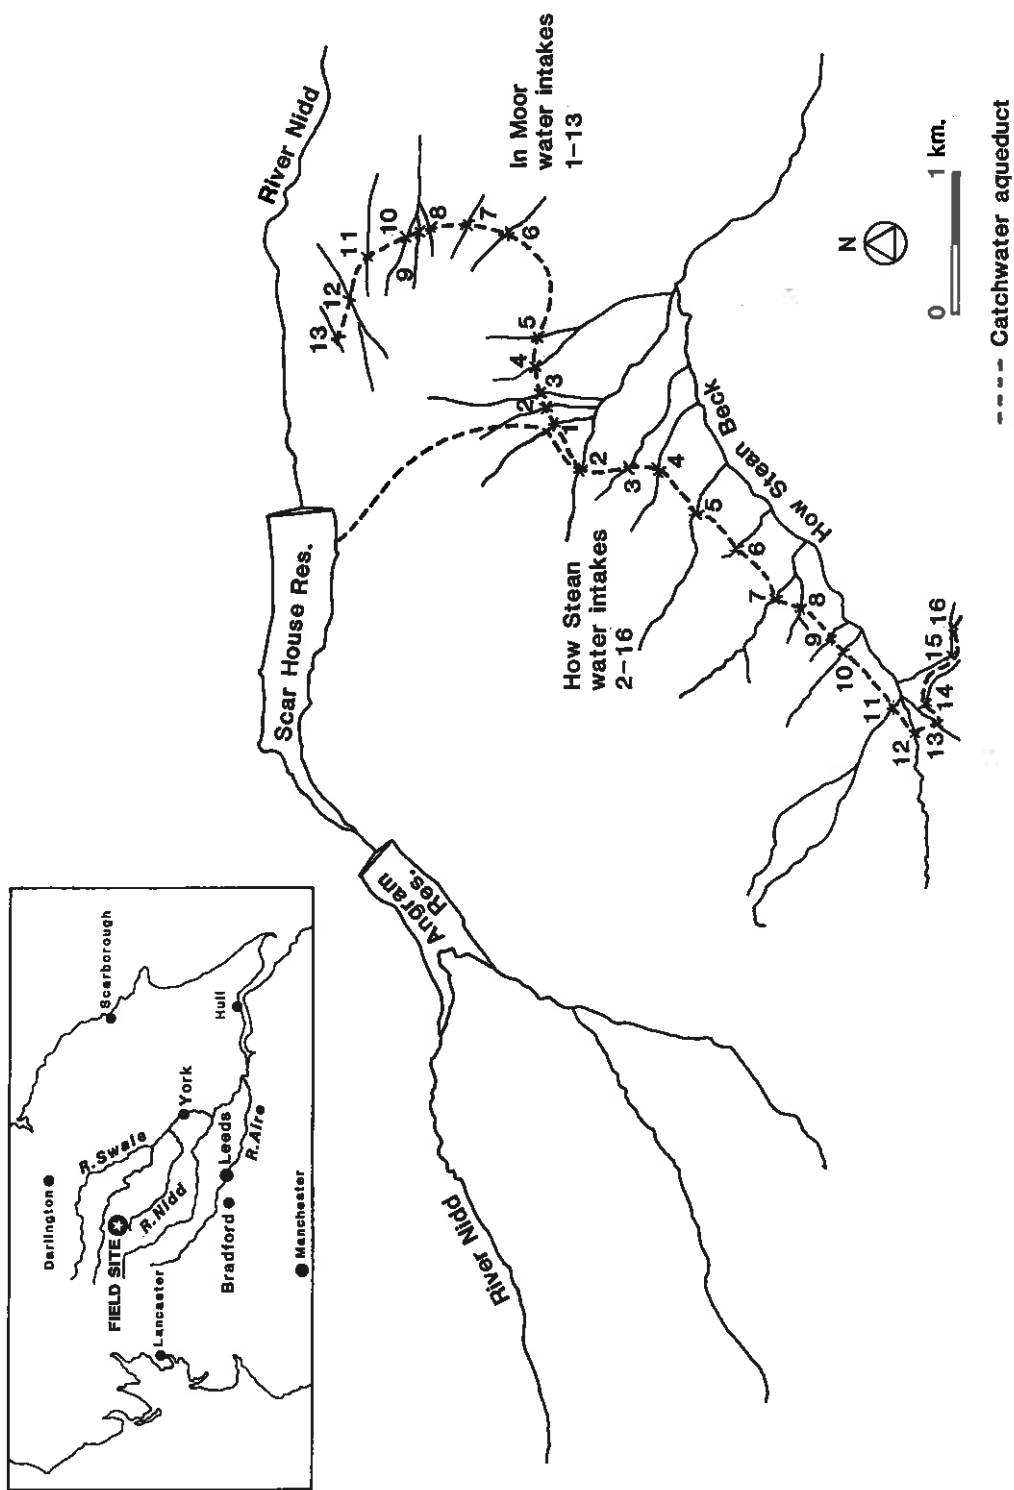 Darlington
Scarborough
R.Swale
FIELD SITE
York
R.Nidd
Lancaster
Hull
Leeds
Bradford
R.Aire
Manchester
River Nidd
Scar House Res.
Angram
Res.
River Nidd
13
12
11
10
9
8
7
6
5
4
3
2
1
In Moor
water intakes
1-13
12
3
4
5
6
7
8
9
10
11
12
13
14
15
16
How Stean
water intakes
2-16
How Stean Beck
N
0
1 km.
---- Catchwater aqueduct